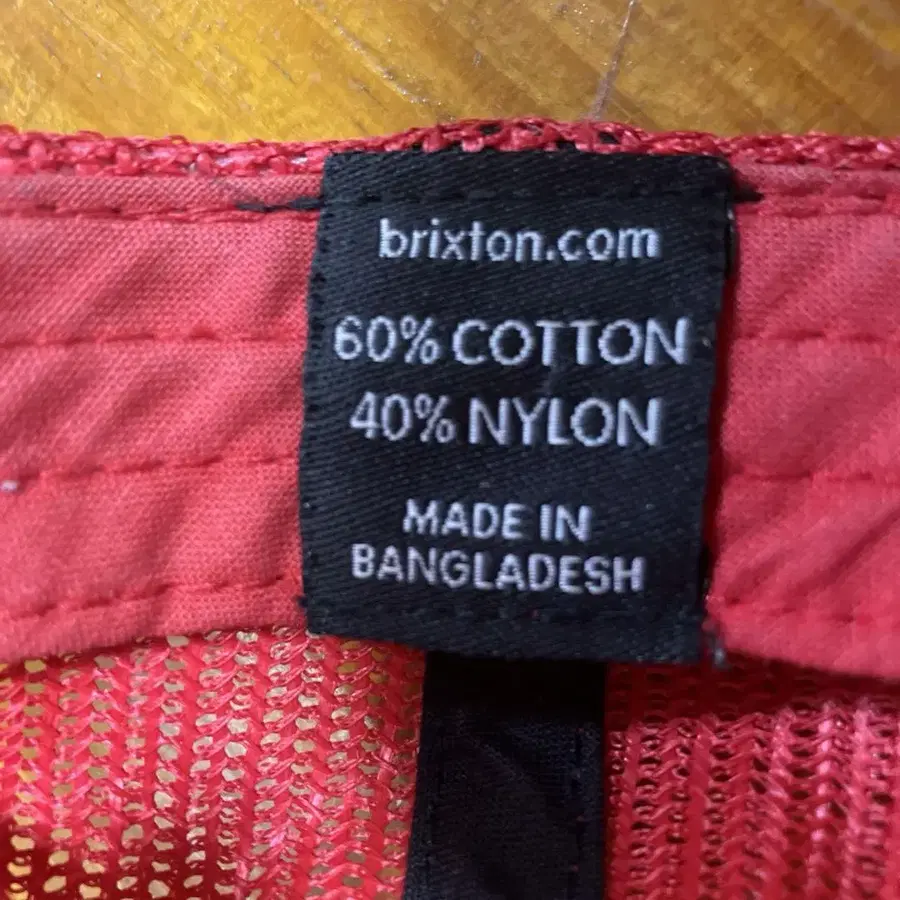 brixton.com
60% COTTON
40% NYLON
MADE IN
BANGLADESH